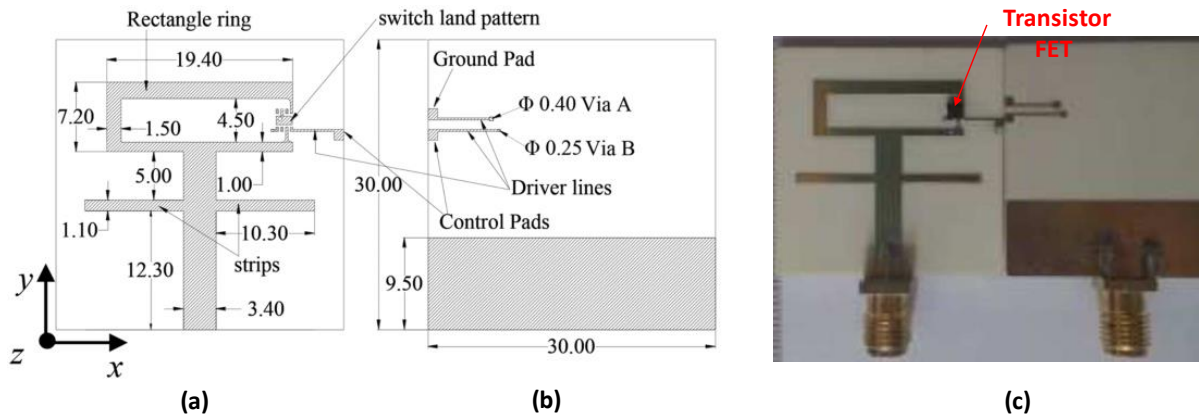 Rectangle ring
switch land pattern
19.40
7.20
1.50
4.50
5.00
1.00
1.10
10.30
strips
12.30
3.40
y
z
x
(a)
Ground Pad
Φ 0.40 Via A
Φ 0.25 Via B
Driver lines
Control Pads
30.00
9.50
30.00
(b)
Transistor
FET
(c)